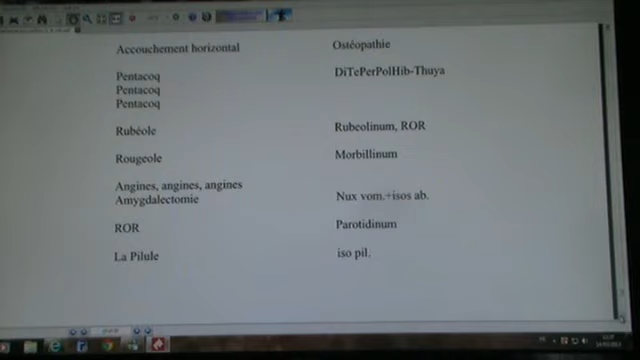 Accouchement horizontal Ostéopathie
Pentacoq DiTePerPolHib-Thuya
Pentacoq
Pentacoq
Rubéole Rubeolinum, ROR
Rougeole Morbillinum
Angines, angines, angines
Amygdalectomie Nux vom.+isos ab.
ROR Parotidinum
La Pilule iso pil.